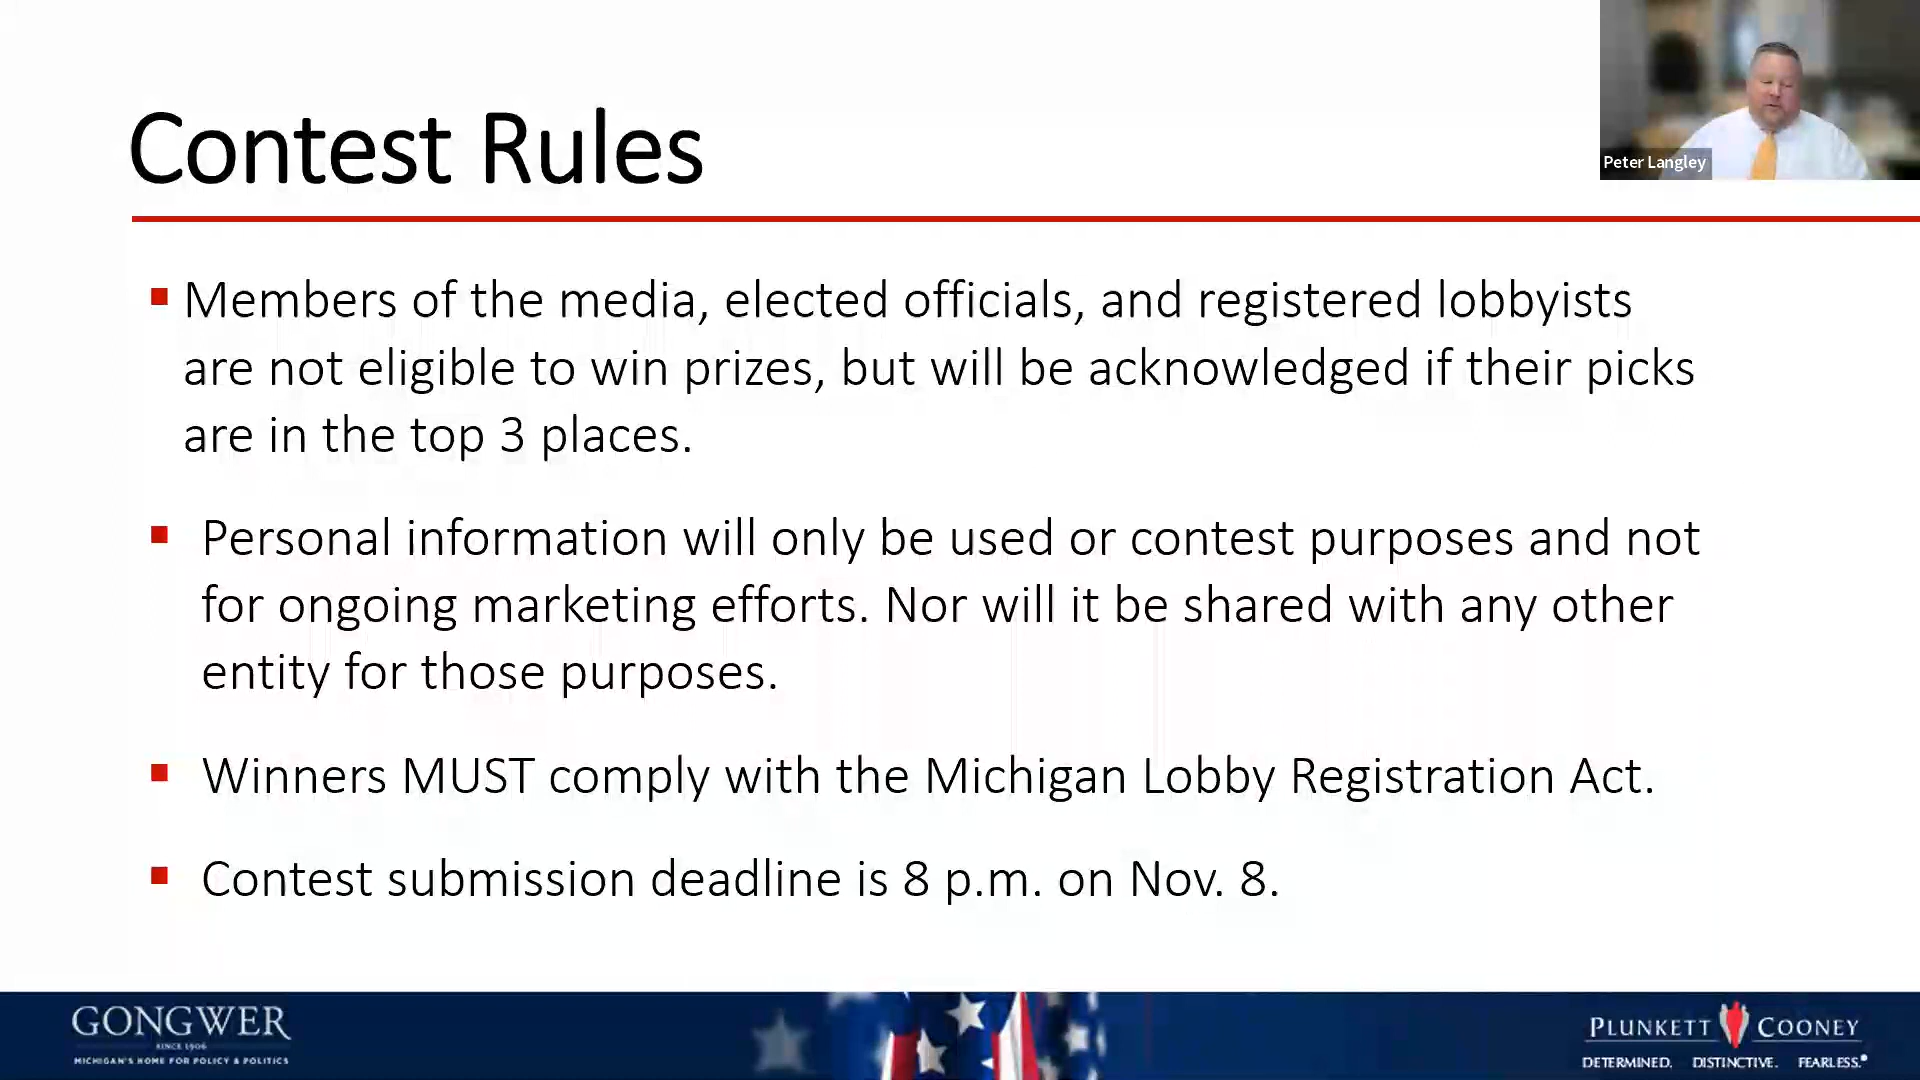 Contest Rules
Peter Langley
Members of the media, elected officials, and registered lobbyists
are not eligible to win prizes, but will be acknowledged if their picks
are in the top 3 places.
Personal information will only be used or contest purposes and not
for ongoing marketing efforts. Nor will it be shared with any other
entity for those purposes.
Winners MUST comply with the Michigan Lobby Registration Act.
Contest submission deadline is 8 p.m. on Nov. 8.
GONGWER
SINCE 1906
MICHIGAN'S HOME FOR POLICY & POLITICS
PLUNKETT COONEY
DETERMINED. DISTINCTIVE. FEARLESS.